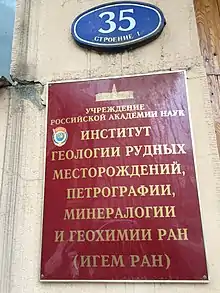 35
СТРОЕНИЕ 1
УЧРЕЖДЕНИЕ
РОССИЙСКОЙ АКАДЕМИИ НАУК
ИНСТИТУТ
ГЕОЛОГИИ РУДНЫХ
МЕСТОРОЖДЕНИЙ,
ПЕТРОГРАФИИ,
МИНЕРАЛОГИИ
И ГЕОХИМИИ РАН
(ИГЕМ РАН)